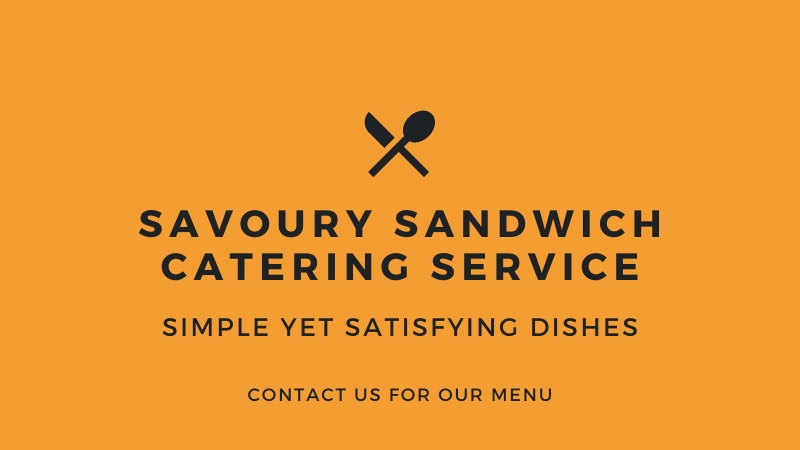 SAVOURY SANDWICH
CATERING SERVICE
SIMPLE YET SATISFYING DISHES
CONTACT US FOR OUR MENU